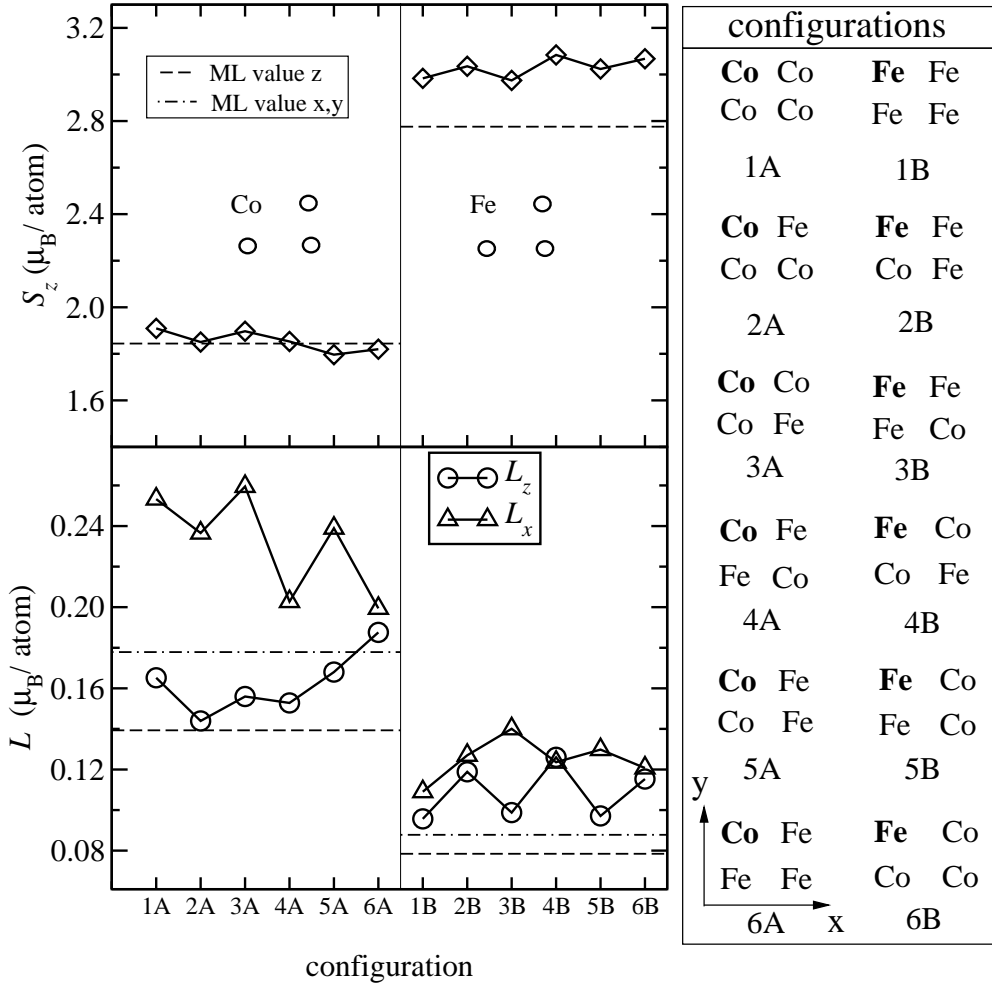 3.2
2.8
2.4
2.0
1.6
S_z (μ_B/ atom)
ML value z
ML value x,y
Co
Fe
0.24
0.20
0.16
0.12
0.08
L (μ_B/ atom)
L_z
L_x
1A 2A 3A 4A 5A 6A 1B 2B 3B 4B 5B 6B
configuration
configurations
Co Co Fe Fe
Co Co Fe Fe
1A 1B
Co Fe Fe Fe
Co Co Co Fe
2A 2B
Co Co Fe Fe
Co Fe Fe Co
3A 3B
Co Fe Fe Co
Fe Co Co Fe
4A 4B
Co Fe Fe Co
Co Fe Fe Co
5A 5B
y
Co Fe Fe Co
Fe Fe Co Co
6A x 6B